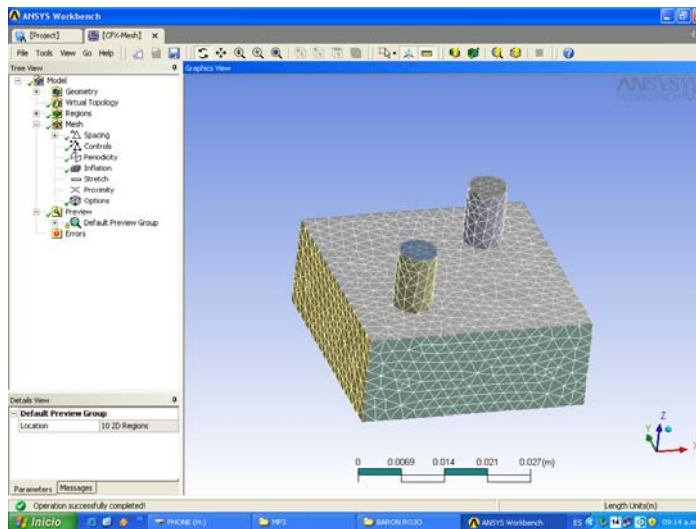 ANSYS Workbench
[Project] [CFX-Mesh]
File Tools View Go Help
Tree View
Graphics View
Model
Geometry
Virtual Topology
Regions
Mesh
Spacing
Controls
Periodicity
Inflation
Stretch
Proximity
Options
Preview
Default Preview Group
Errors
ANSYS
Details View
Default Preview Group
Location 10 2D Regions
0 0.0069 0.014 0.021 0.027(m)
Z
Y
X
Parameters Messages
Operation successfully completed! Length Units(m)
Inicio PHONE (H:) MP3 BARON ROJO ANSYS Workbench ES 14 09:14 a.m